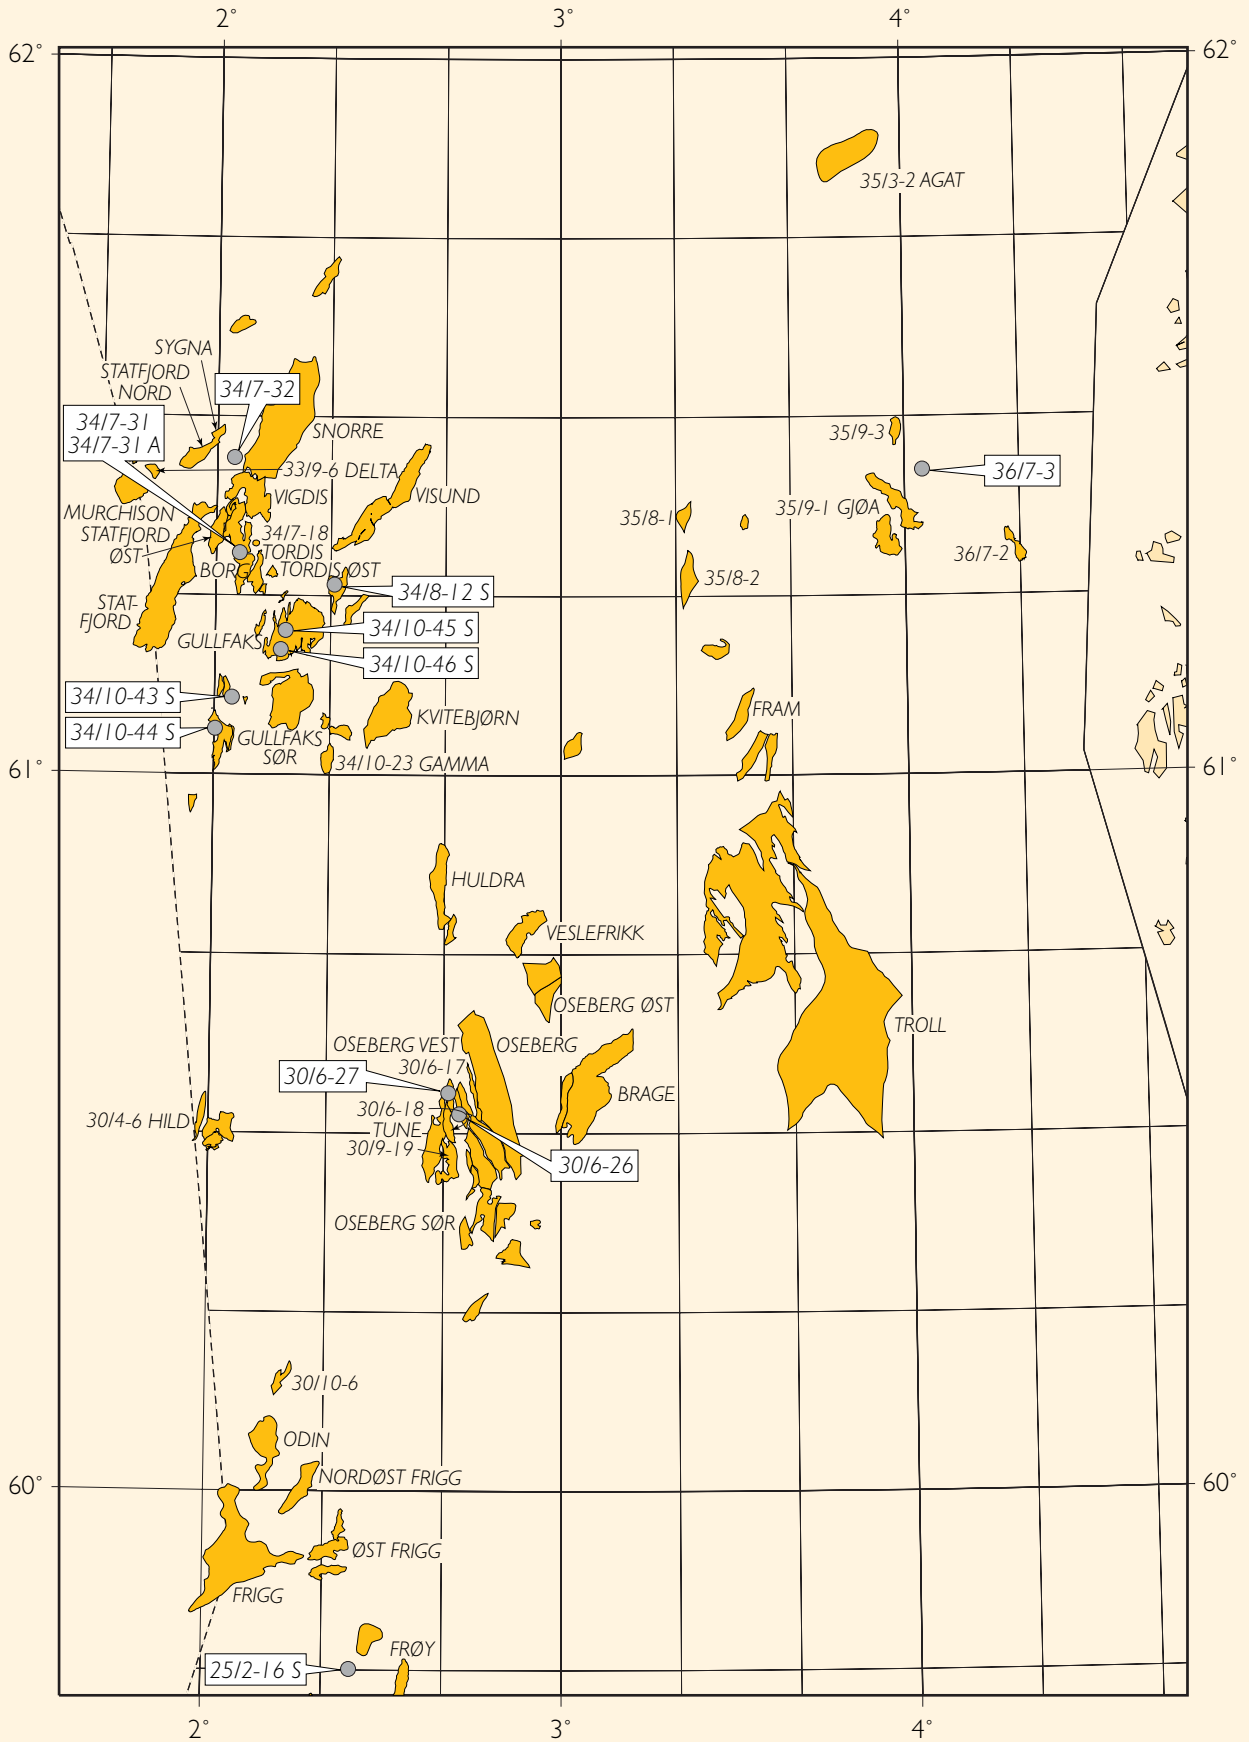 2° 3° 4°
62° 62°
35/3-2 AGAT
SYGNA
STATFJORD
NORD
34/7-32
34/7-31
34/7-31 A
SNORRE
35/9-3
33/9-6 DELTA
36/7-3
VIGDIS
VISUND
MURCHISON
35/9-1 GJØA
35/8-1
STATFJORD
ØST
34/7-18
TORDIS
36/7-2
BORG
TORDIS ØST
35/8-2
34/8-12 S
STAT-
FJORD
34/10-45 S
GULLFAKS
34/10-46 S
34/10-43 S
FRAM
KVITEBJØRN
34/10-44 S
GULLFAKS
SØR
34/10-23 GAMMA
61° 61°
HULDRA
VESLEFRIKK
OSEBERG ØST
TROLL
OSEBERG VEST
OSEBERG
30/6-17
30/6-27
BRAGE
30/6-18
30/4-6 HILD
TUNE
30/9-19
30/6-26
OSEBERG SØR
30/10-6
ODIN
NORDØST FRIGG
60° 60°
ØST FRIGG
FRIGG
FRØY
25/2-16 S
2° 3° 4°